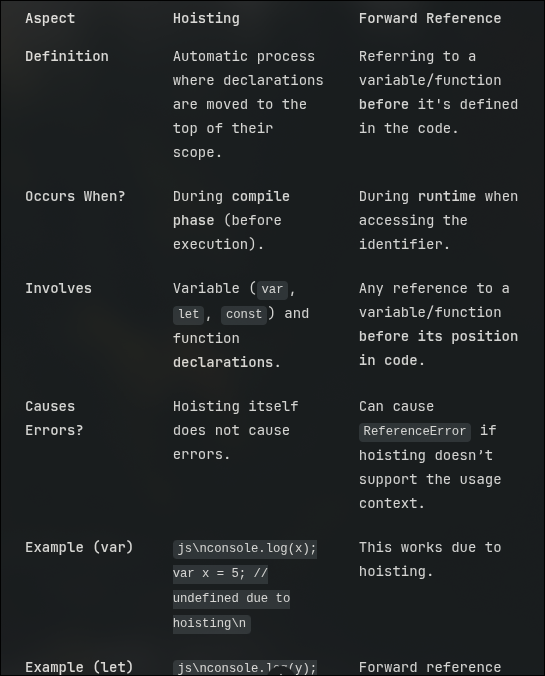 Aspect Hoisting Forward Reference
Definition
Automatic process
where declarations
are moved to the
top of their
scope.
Referring to a
variable/function
before it's defined
in the code.
Occurs When?
During compile
phase (before
execution).
During runtime when
accessing the
identifier.
Involves
Variable (var,
let, const) and
function
declarations.
Any reference to a
variable/function
before its position
in code.
Causes
Errors?
Hoisting itself
does not cause
errors.
Can cause
ReferenceError if
hoisting doesn’t
support the usage
context.
Example (var)
js\nconsole.log(x);
var x = 5; //
undefined due to
hoisting\n
This works due to
hoisting.
Example (let)
js\nconsole.log(y);
Forward reference